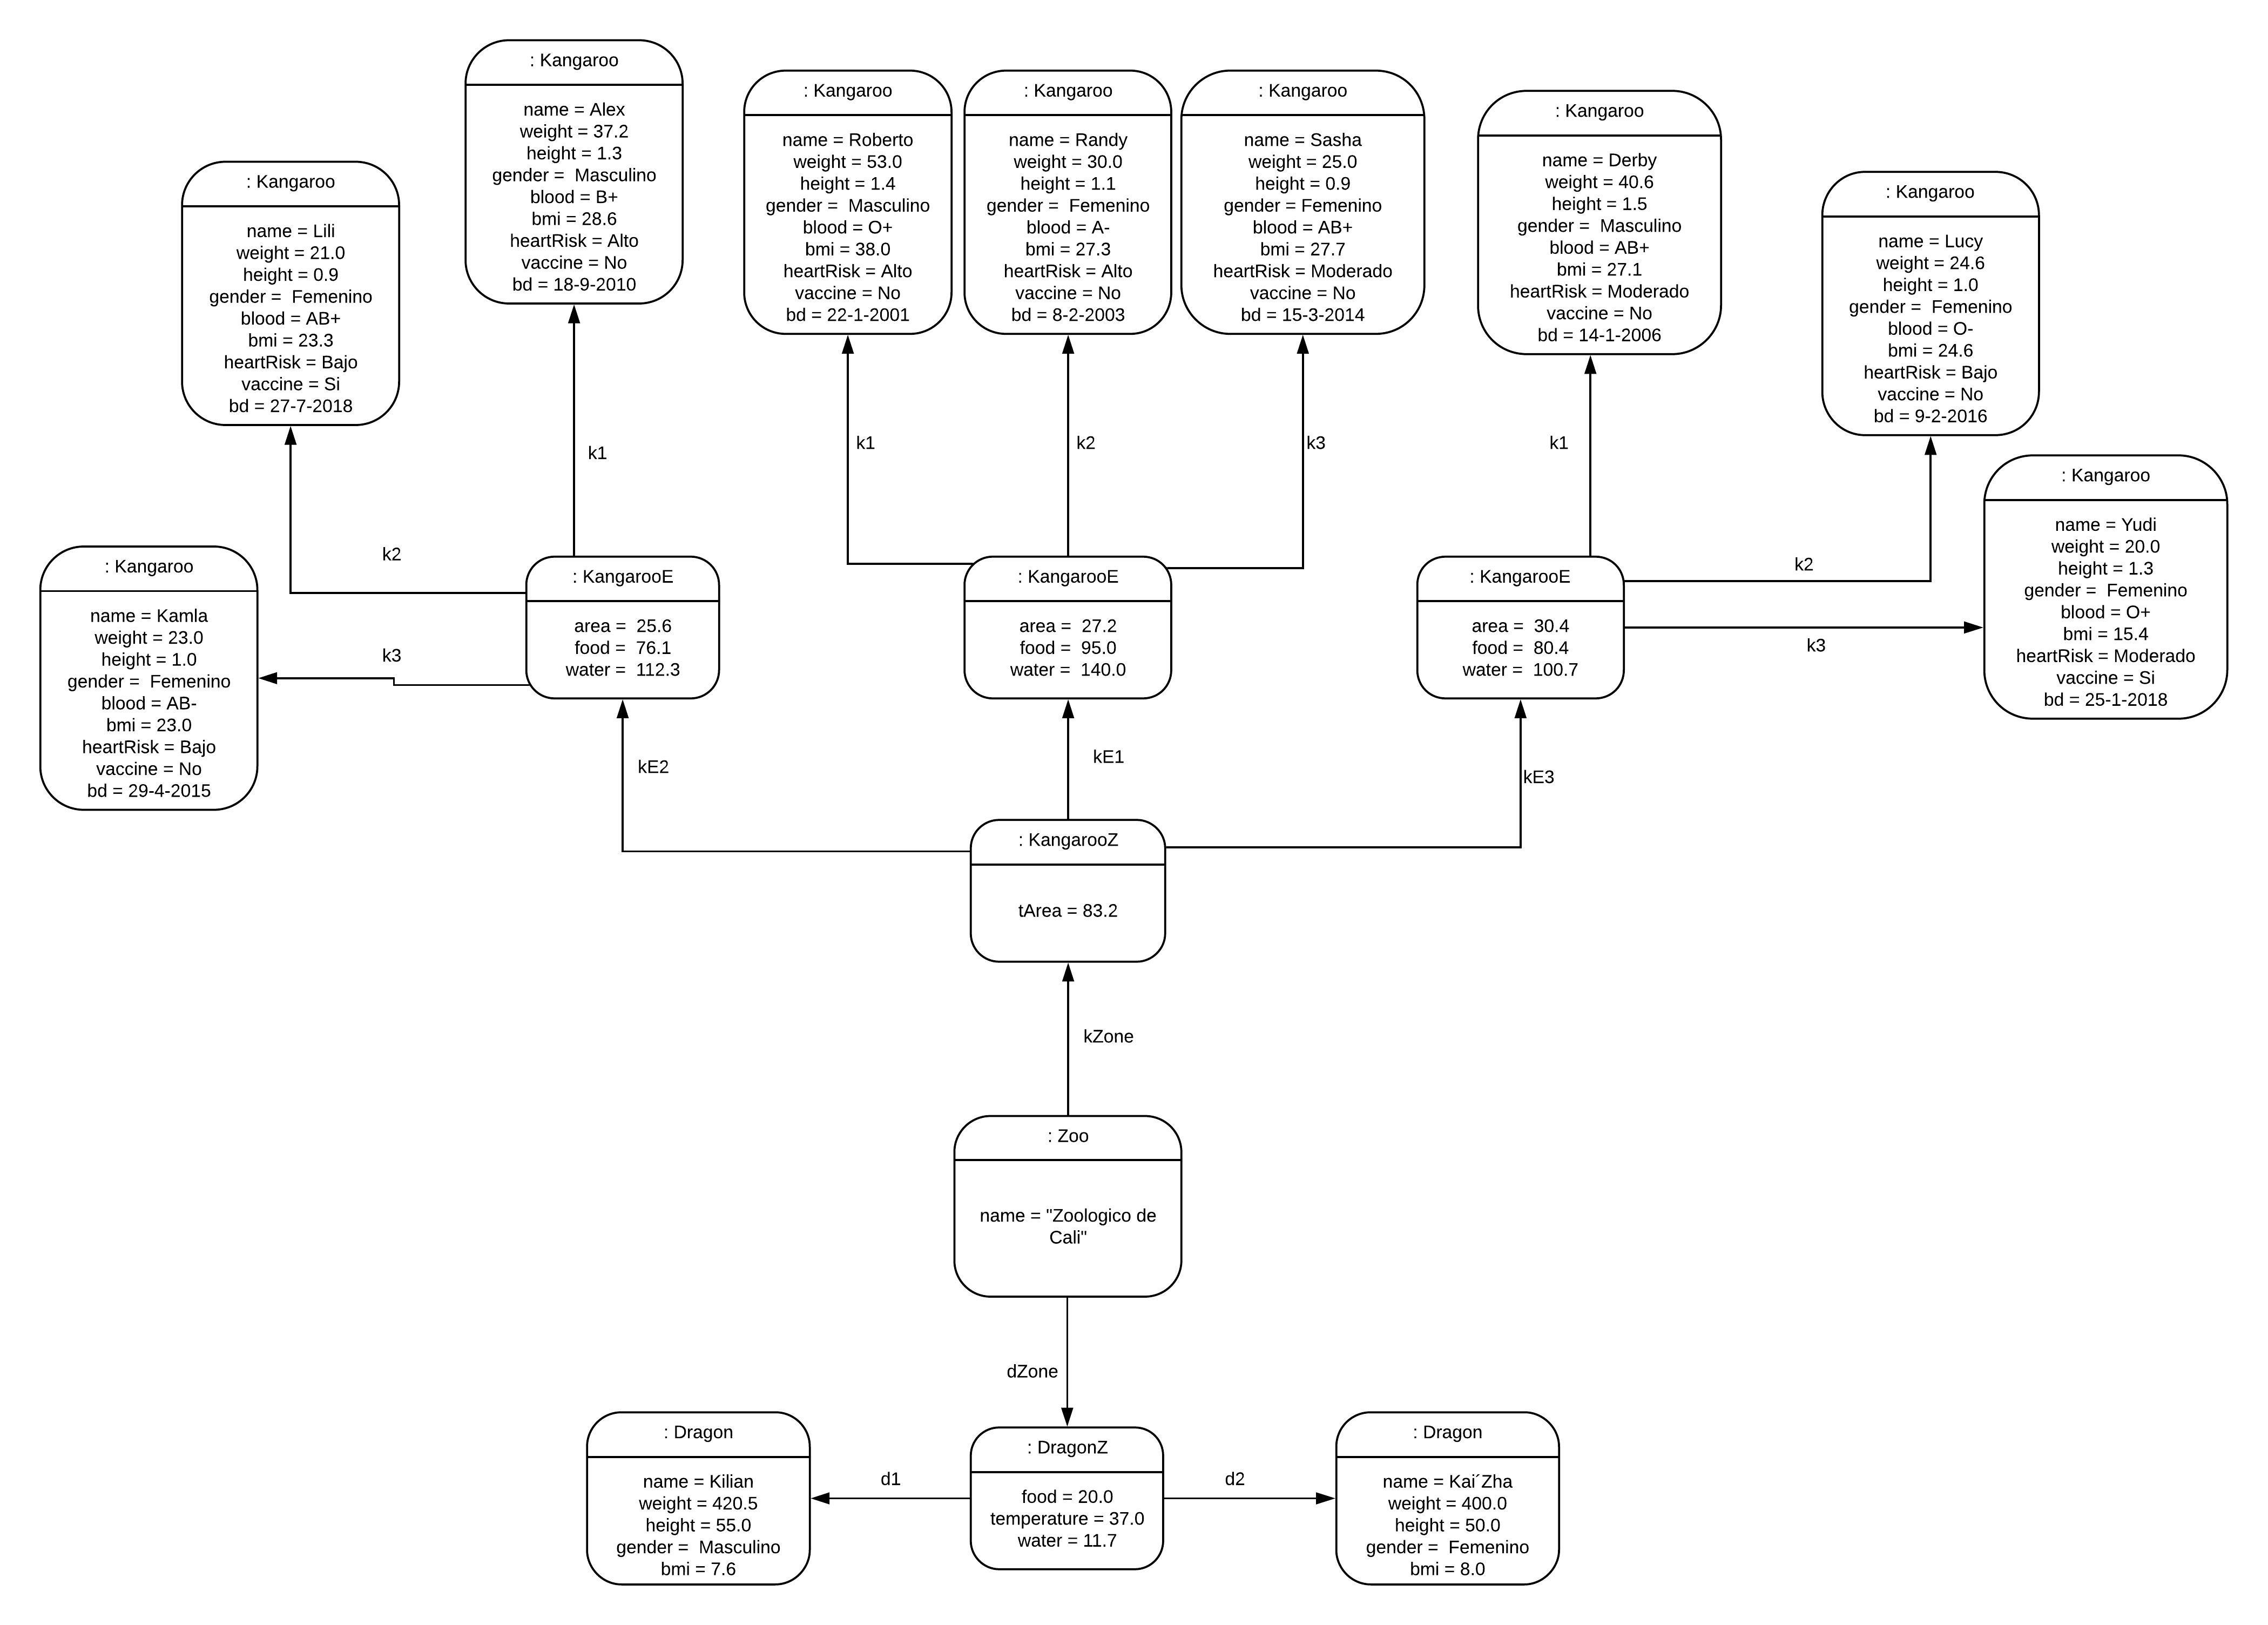 : Kangaroo
name = Alex
weight = 37.2
height = 1.3
gender =  Masculino
blood = B+
bmi = 28.6
heartRisk = Alto
vaccine = No
bd = 18-9-2010
: Kangaroo
name = Roberto
weight = 53.0
height = 1.4
gender =  Masculino
blood = O+
bmi = 38.0
heartRisk = Alto
vaccine = No
bd = 22-1-2001
: Kangaroo
name = Randy
weight = 30.0
height = 1.1
gender =  Femenino
blood = A-
bmi = 27.3
heartRisk = Alto
vaccine = No
bd = 8-2-2003
: Kangaroo
name = Sasha
weight = 25.0
height = 0.9
gender = Femenino
blood = AB+
bmi = 27.7
heartRisk = Moderado
vaccine = No
bd = 15-3-2014
: Kangaroo
name = Derby
weight = 40.6
height = 1.5
gender =  Masculino
blood = AB+
bmi = 27.1
heartRisk = Moderado
vaccine = No
bd = 14-1-2006
: Kangaroo
name = Lili
weight = 21.0
height = 0.9
gender =  Femenino
blood = AB+
bmi = 23.3
heartRisk = Bajo
vaccine = Si
bd = 27-7-2018
: Kangaroo
name = Lucy
weight = 24.6
height = 1.0
gender =  Femenino
blood = O-
bmi = 24.6
heartRisk = Bajo
vaccine = No
bd = 9-2-2016
k1
k1
k2
k3
k1
: Kangaroo
name = Yudi
weight = 20.0
height = 1.3
gender =  Femenino
blood = O+
bmi = 15.4
heartRisk = Moderado
vaccine = Si
bd = 25-1-2018
k2
k2
: Kangaroo
name = Kamla
weight = 23.0
height = 1.0
gender =  Femenino
blood = AB-
bmi = 23.0
heartRisk = Bajo
vaccine = No
bd = 29-4-2015
k3
: KangarooE
area =  25.6
food =  76.1
water =  112.3
: KangarooE
area =  27.2
food =  95.0
water =  140.0
: KangarooE
area =  30.4
food =  80.4
water =  100.7
k3
kE2
kE1
kE3
: KangarooZ
tArea = 83.2
kZone
: Zoo
name = "Zoologico de
Cali"
dZone
: Dragon
name = Kilian
weight = 420.5
height = 55.0
gender =  Masculino
bmi = 7.6
d1
: DragonZ
food = 20.0
temperature = 37.0
water = 11.7
d2
: Dragon
name = Kai´Zha
weight = 400.0
height = 50.0
gender =  Femenino
bmi = 8.0